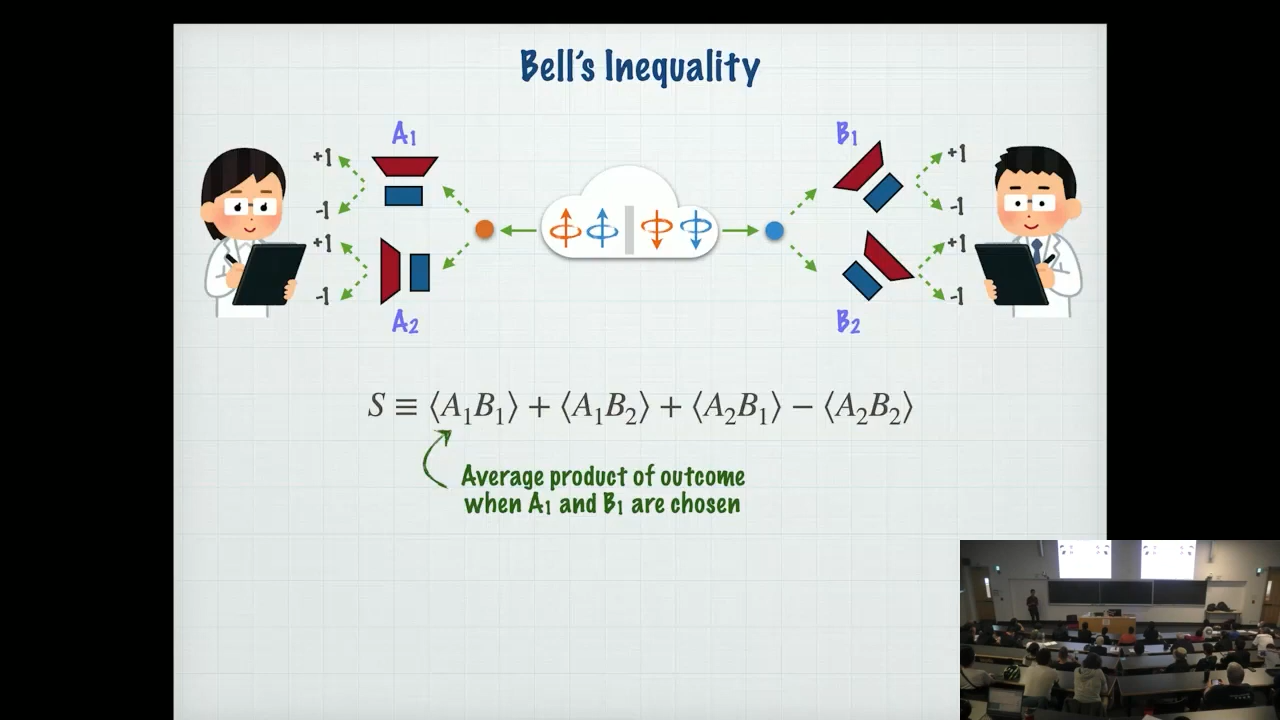 Bell's Inequality
A1
B1
+1
-1
+1
-1
A2
+1
-1
+1
-1
B2
S ≡ ⟨A₁B₁⟩ + ⟨A₁B₂⟩ + ⟨A₂B₁⟩ − ⟨A₂B₂⟩
Average product of outcome
when A1 and B1 are chosen